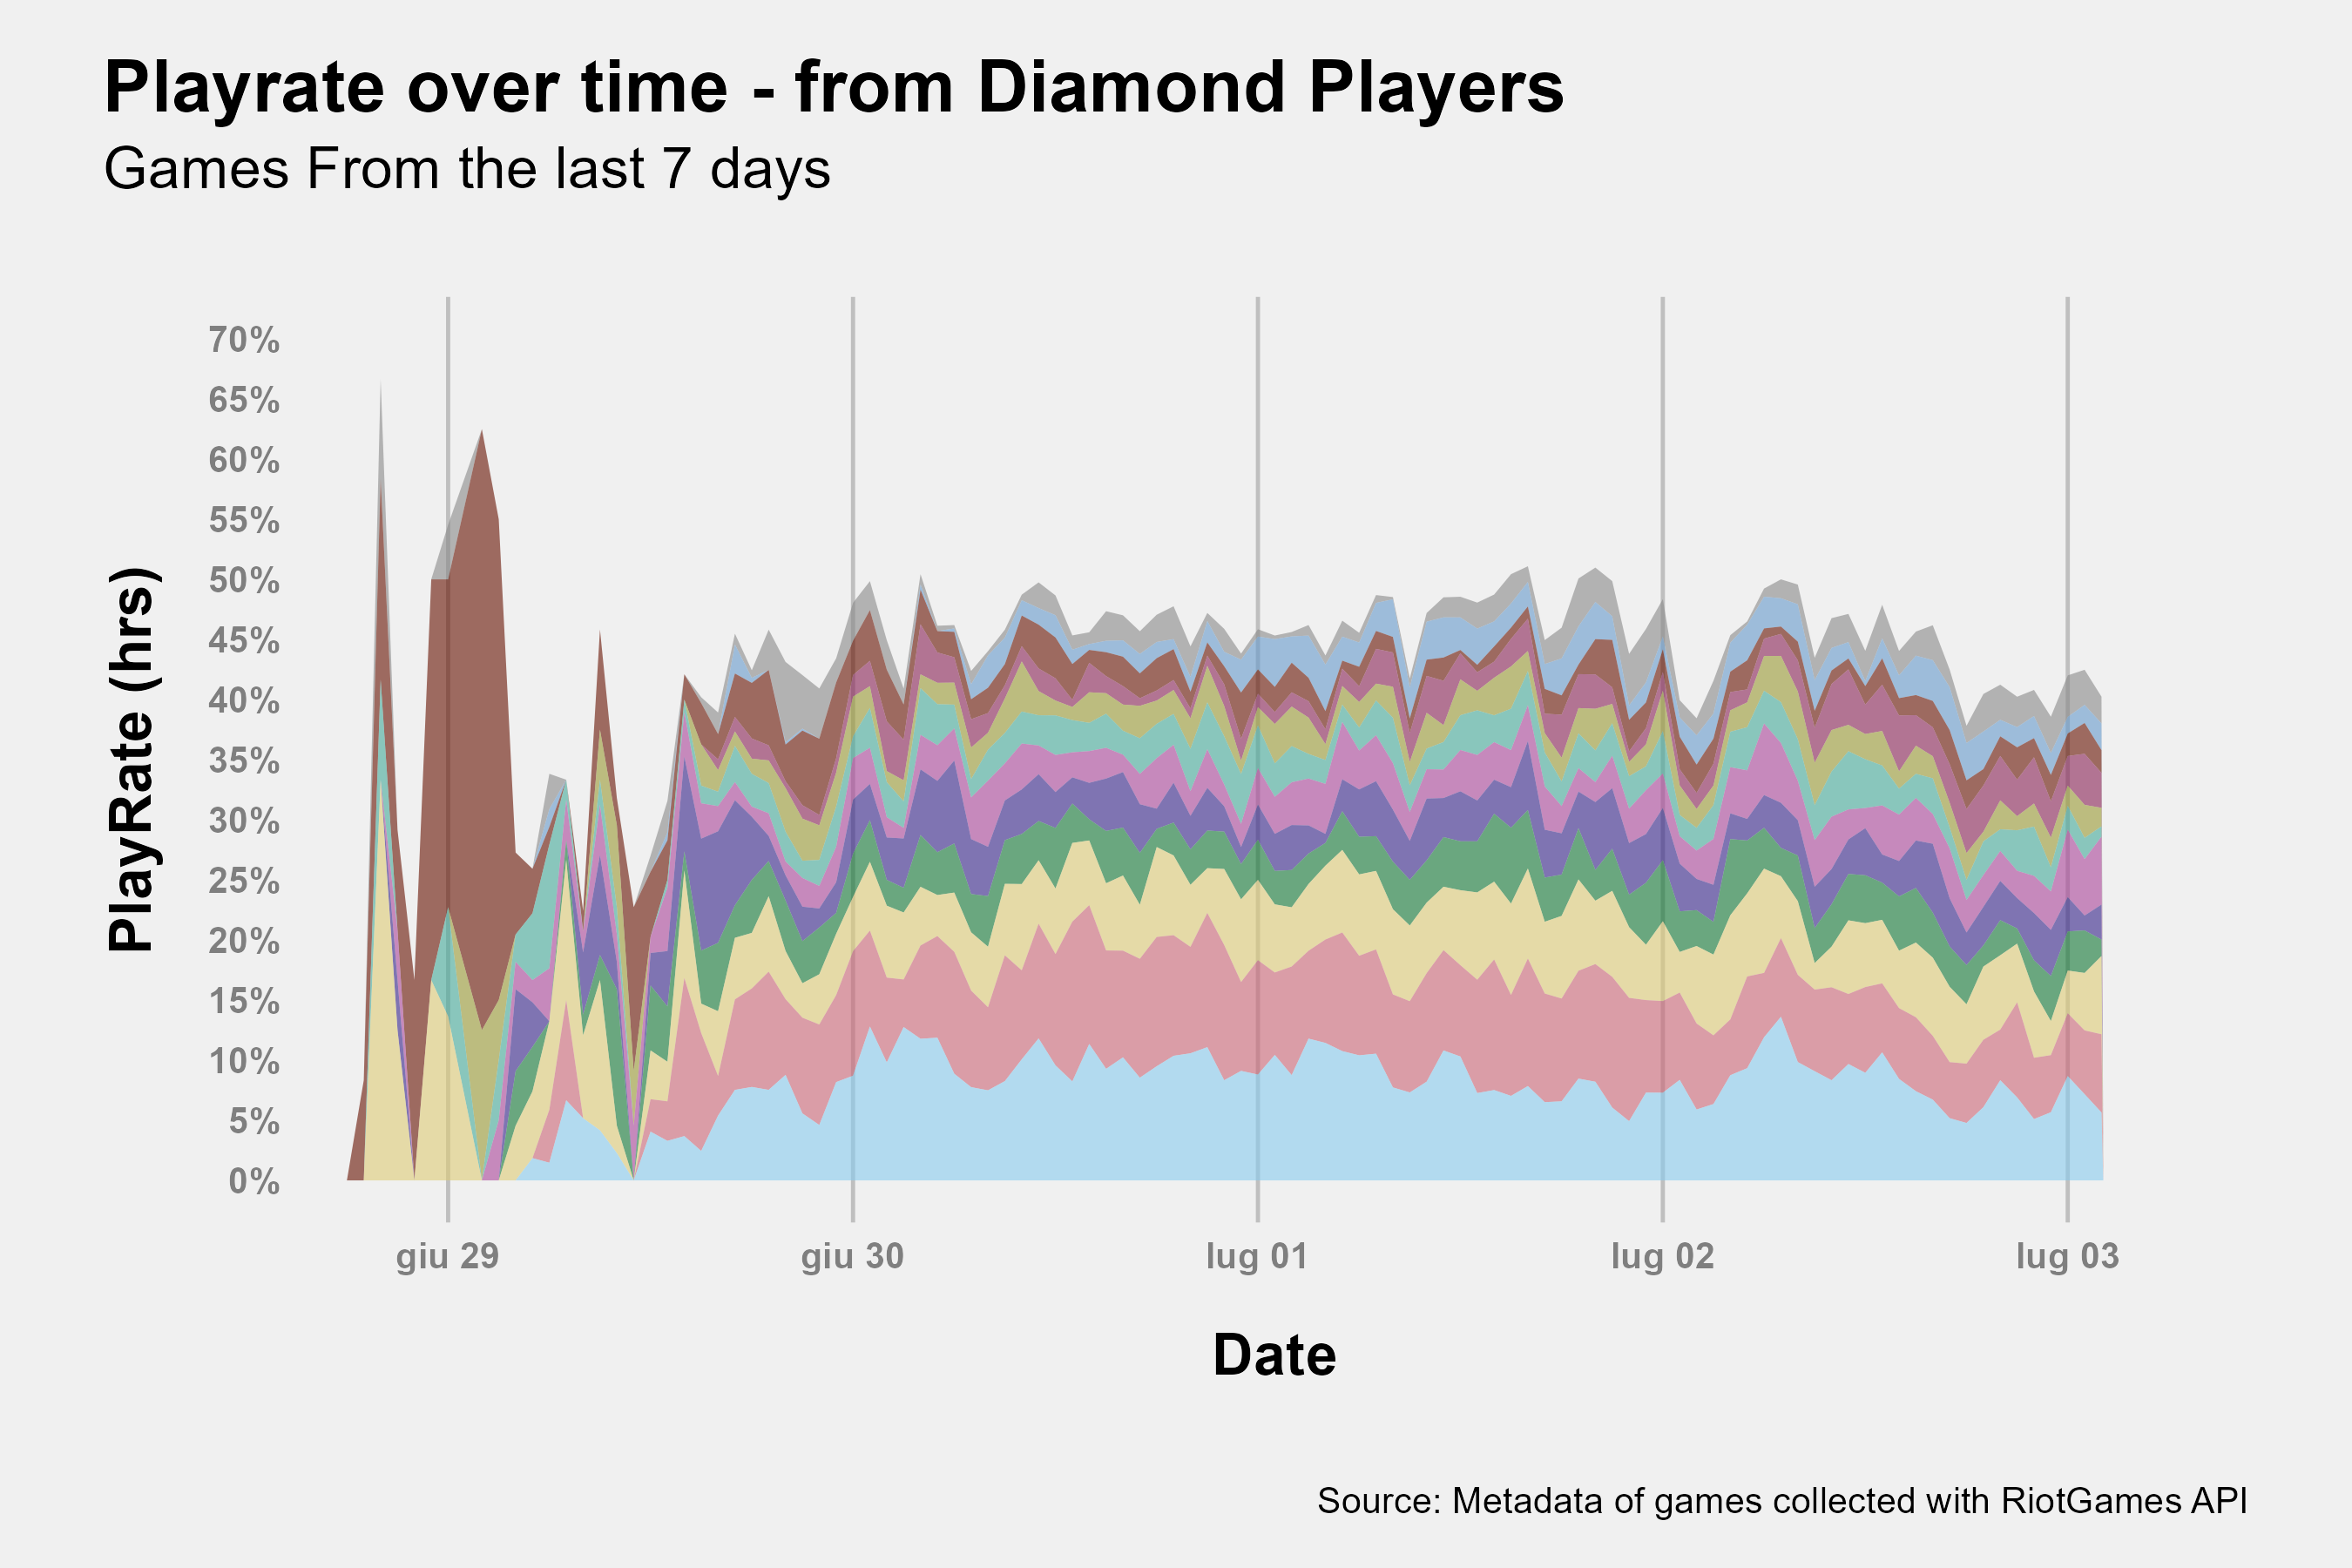 Playrate over time - from Diamond Players
Games From the last 7 days
70%
65%
60%
55%
50%
45%
40%
35%
30%
25%
20%
15%
10%
5%
0%
PlayRate (hrs)
giu 29 giu 30 lug 01 lug 02 lug 03
Date
Source: Metadata of games collected with RiotGames API